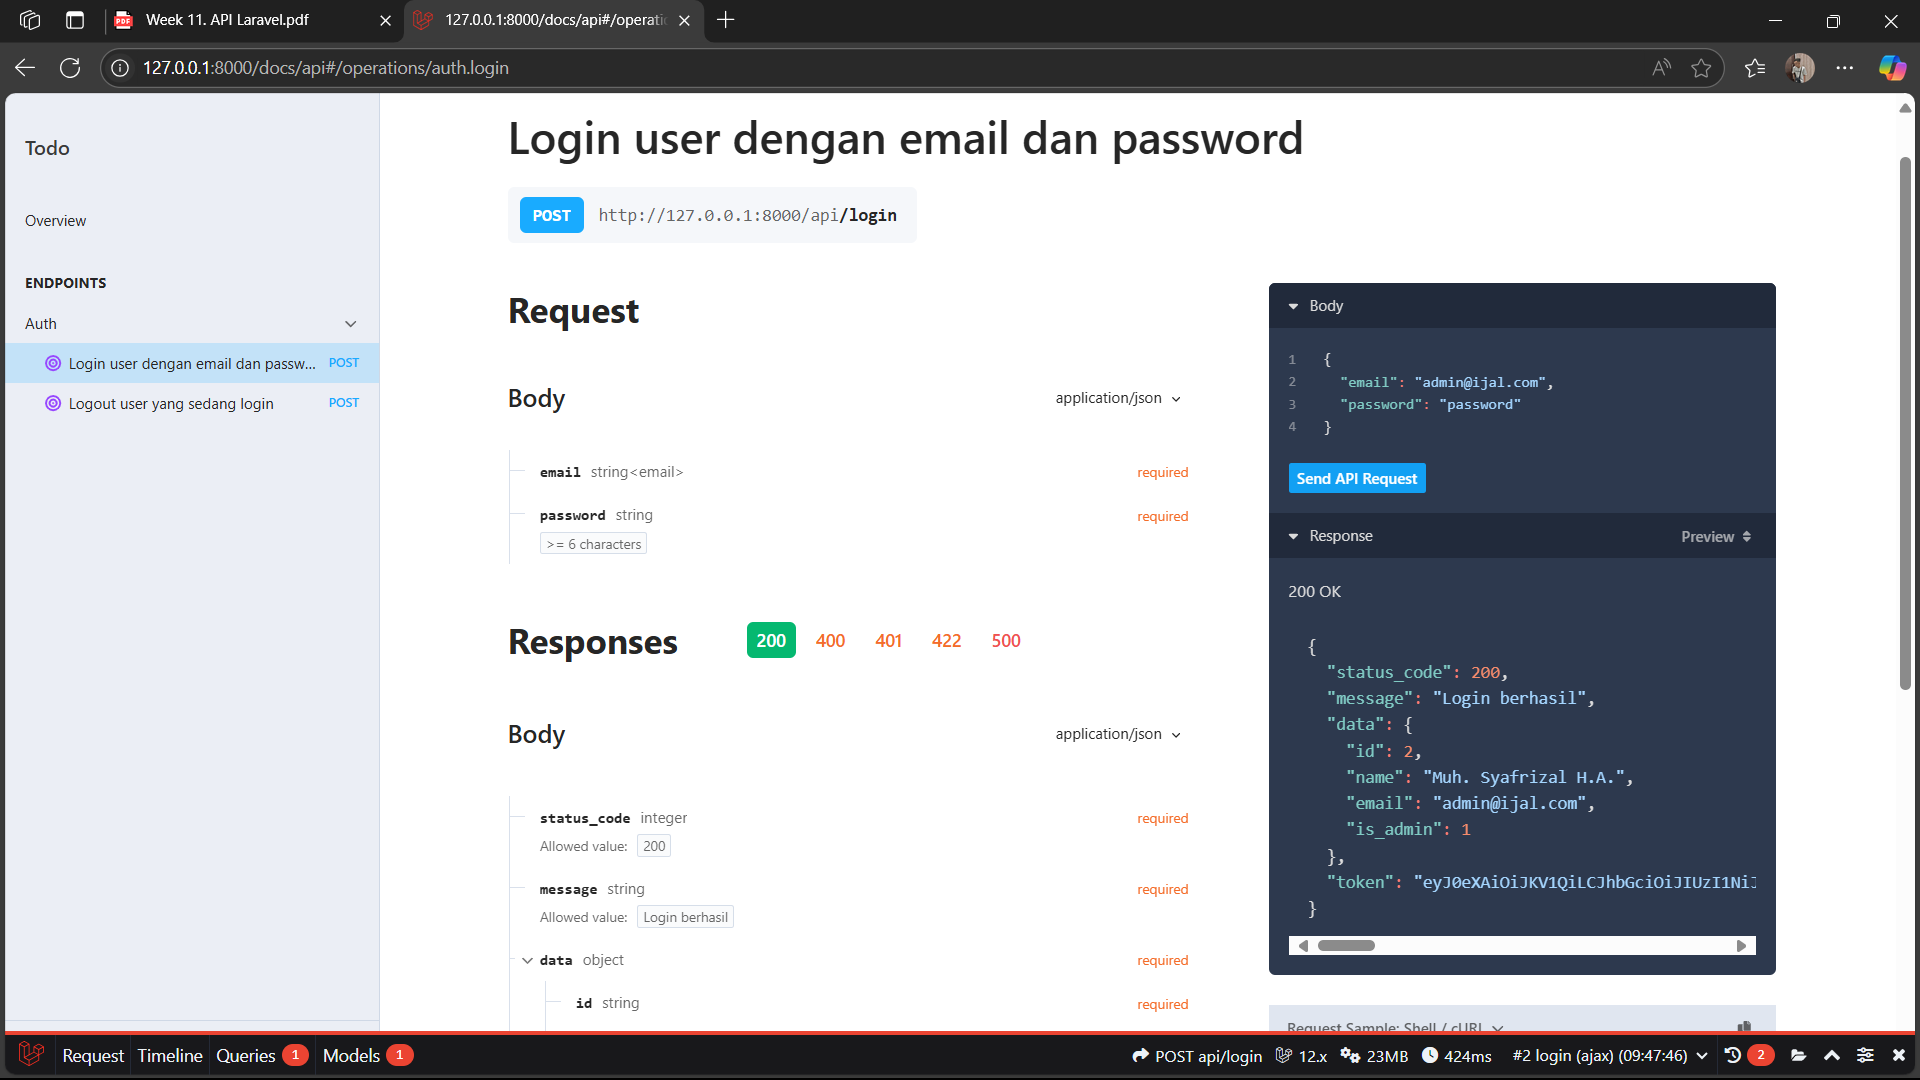 Week 11. API Laravel.pdf
127.0.0.1:8000/docs/api#/operati
127.0.0.1:8000/docs/api#/operations/auth.login
Todo
Overview
ENDPOINTS
Auth
Login user dengan email dan passw... POST
Logout user yang sedang login POST
Login user dengan email dan password
POST http://127.0.0.1:8000/api/login
Request
Body application/json
email string<email> required
password string required
>= 6 characters
Responses 200 400 401 422 500
Body application/json
status_code integer required
Allowed value: 200
message string required
Allowed value: Login berhasil
data object required
id string required
Body
1 {
2 "email": "admin@ijal.com",
3 "password": "password"
4 }
Send API Request
Response Preview
200 OK
{
"status_code": 200,
"message": "Login berhasil",
"data": {
"id": 2,
"name": "Muh. Syafrizal H.A.",
"email": "admin@ijal.com",
"is_admin": 1
},
"token": "eyJ0eXAiOiJKV1QiLCJhbGciOiJIUzI1NiJ
}
Request Sample: Shell / cURL
Request Timeline Queries 1 Models 1 POST api/login 12.x 23MB 424ms #2 login (ajax) (09:47:46) 2